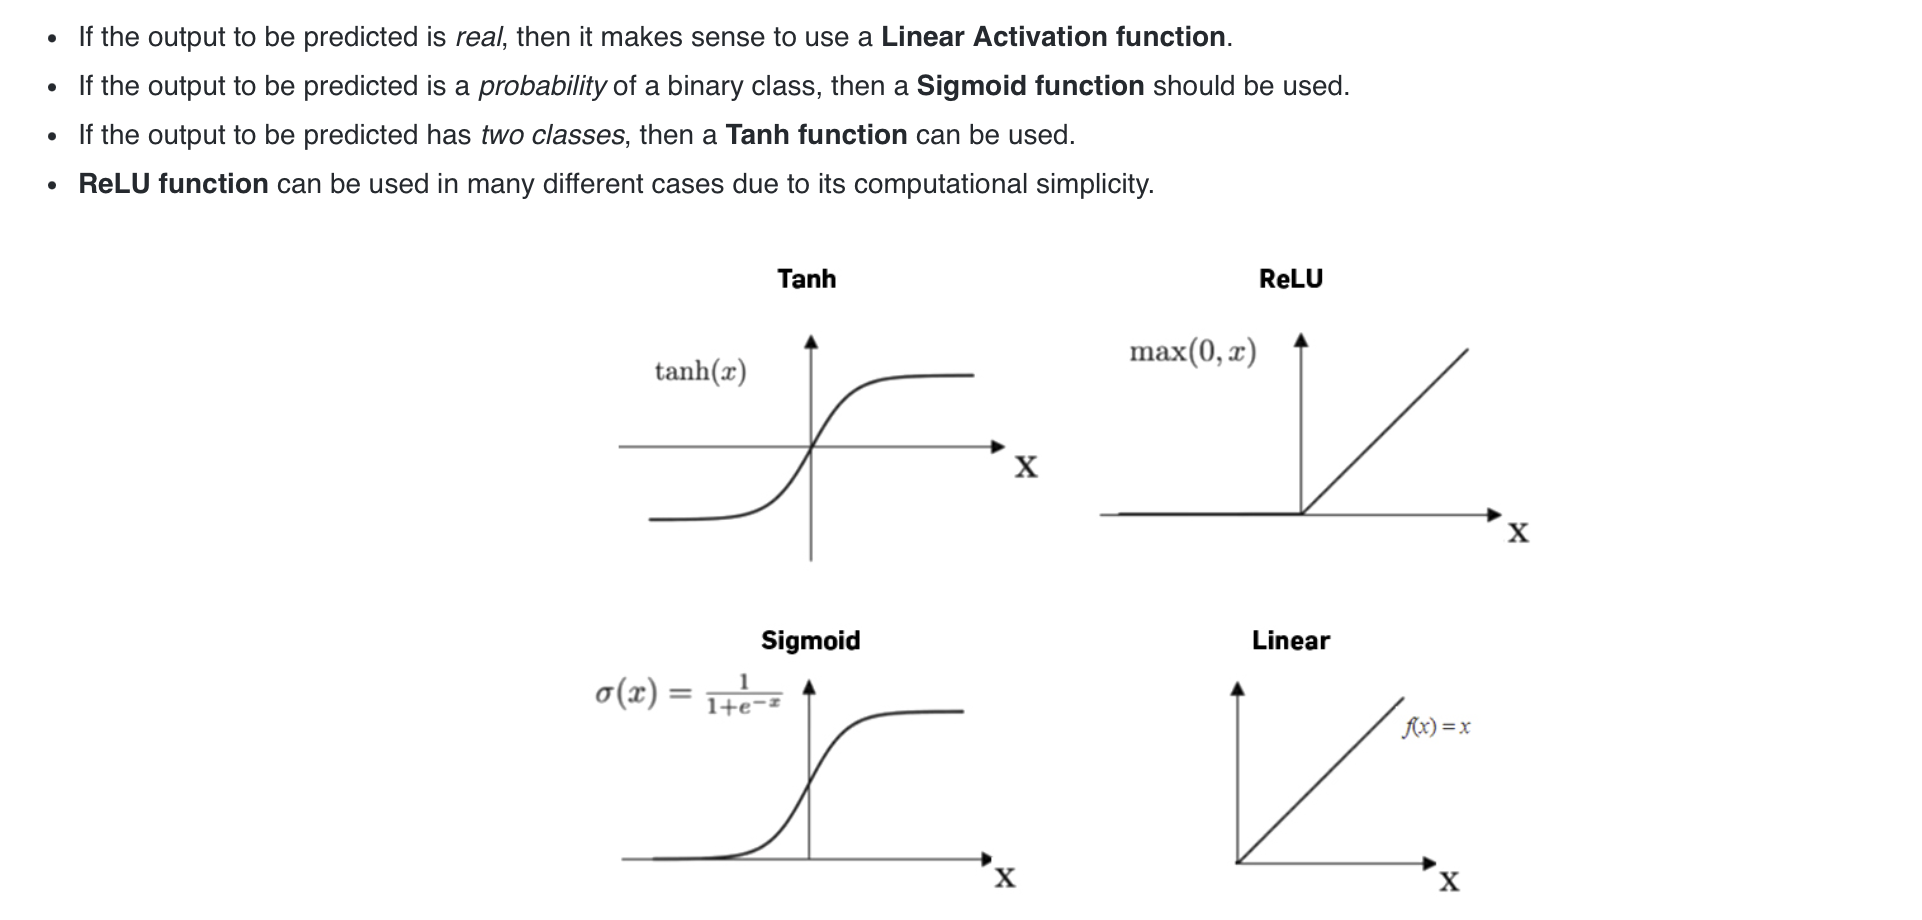 If the output to be predicted is real, then it makes sense to use a Linear Activation function.
If the output to be predicted is a probability of a binary class, then a Sigmoid function should be used.
If the output to be predicted has two classes, then a Tanh function can be used.
ReLU function can be used in many different cases due to its computational simplicity.
Tanh
tanh(x)
X
ReLU
max(0, x)
X
Sigmoid
σ(x) = 1/1+e^−x
X
Linear
f(x) = x
X